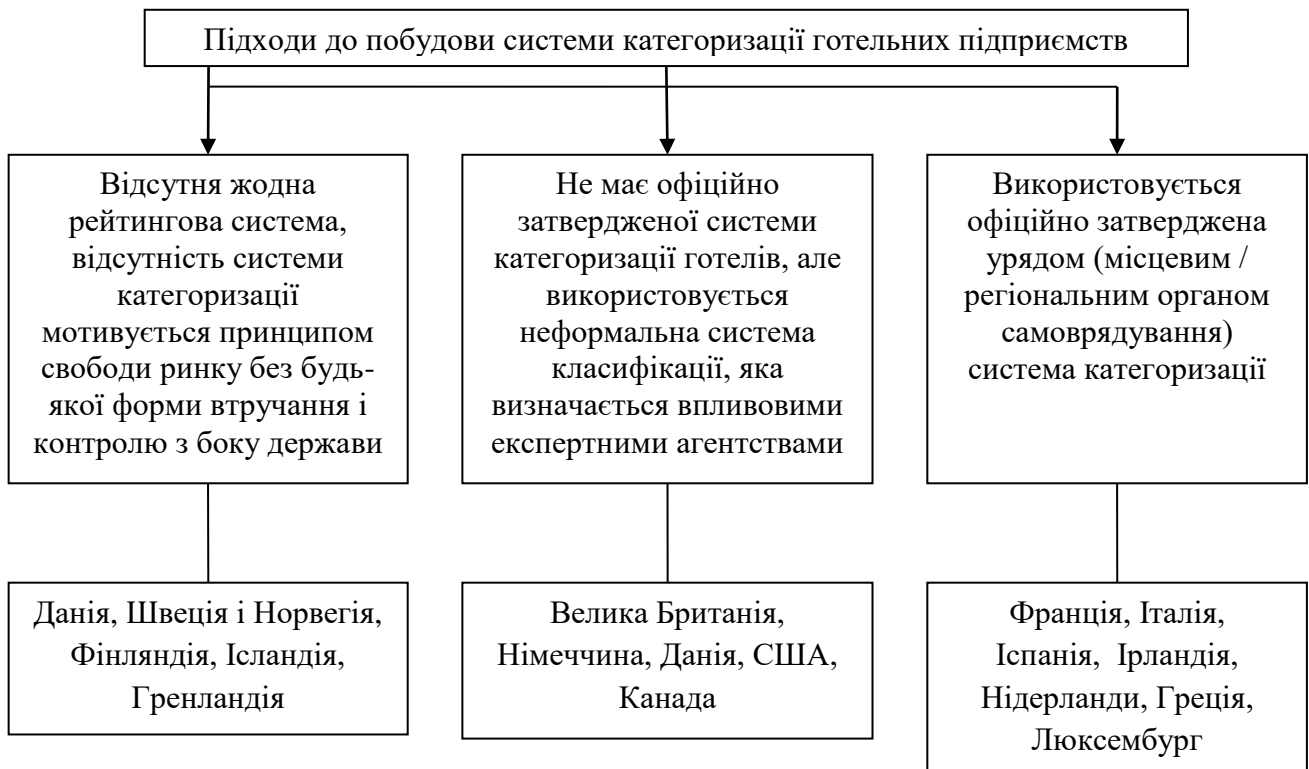 Підходи до побудови системи категоризації готельних підприємств
Відсутня жодна
рейтингова система,
відсутність системи
категоризації
мотивується принципом
свободи ринку без будь-
якої форми втручання і
контролю з боку держави
Не має офіційно
затвердженої системи
категоризації готелів, але
використовується
неформальна система
класифікації, яка
визначається впливовими
експертними агентствами
Використовується
офіційно затверджена
урядом (місцевим /
регіональним органом
самоврядування)
система категоризації
Данія, Швеція і Норвегія,
Фінляндія, Ісландія,
Гренландія
Велика Британія,
Німеччина, Данія, США,
Канада
Франція, Італія,
Іспанія, Ірландія,
Нідерланди, Греція,
Люксембург